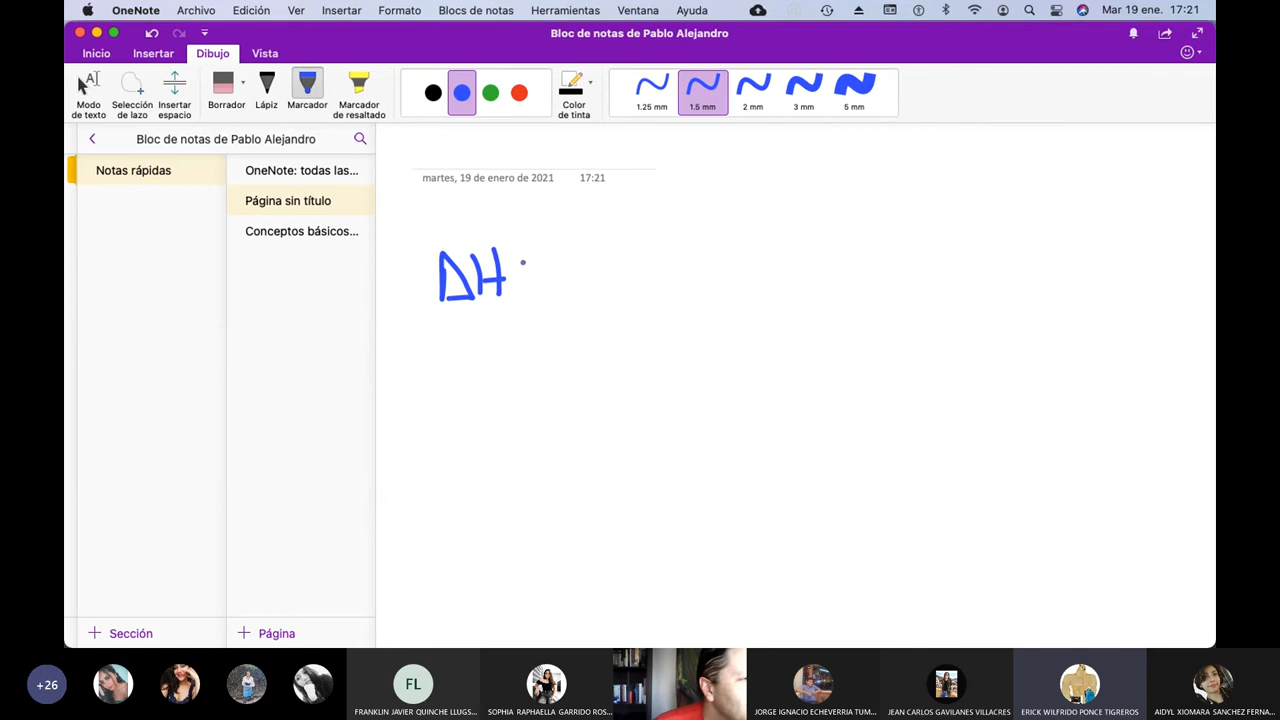 OneNote Archivo Edición Ver Insertar Formato Blocs de notas Herramientas Ventana Ayuda Mar 19 ene. 17:21
Bloc de notas de Pablo Alejandro
Inicio Insertar Dibujo Vista
Modo de texto
Selección de lazo
Insertar espacio
Borrador
Lápiz
Marcador
Marcador de resaltado
Color de tinta
1.25 mm
1.5 mm
2 mm
3 mm
5 mm
Bloc de notas de Pablo Alejandro
Notas rápidas
OneNote: todas las...
Página sin título
Conceptos básicos...
martes, 19 de enero de 2021 17:21
ΔH
+ Sección
+ Página
+26
FL
FRANKLIN JAVIER QUINCHE LLUGS...
SOPHIA RAPHAELLA GARRIDO ROS...
JORGE IGNACIO ECHEVERRIA TUM...
JEAN CARLOS GAVILANES VILLACRES
ERICK WILFRIDO PONCE TIGREROS
AIDYL XIOMARA SANCHEZ FERNA...